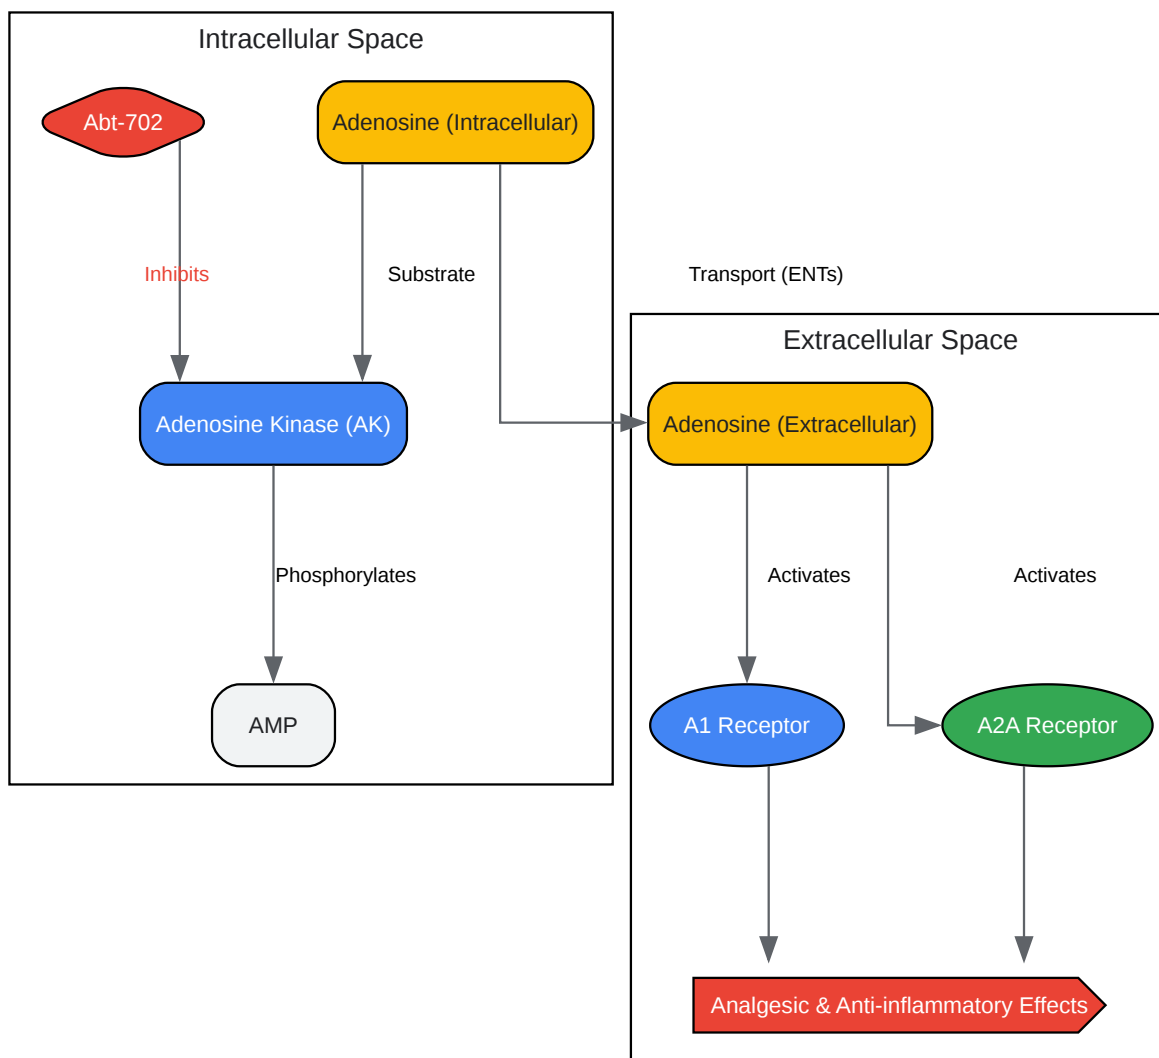 Intracellular Space
Abt-702
Adenosine (Intracellular)
Inhibits
Substrate
Transport (ENTs)
Extracellular Space
Adenosine Kinase (AK)
Adenosine (Extracellular)
Phosphorylates
Activates
Activates
AMP
A1 Receptor
A2A Receptor
Analgesic & Anti-inflammatory Effects